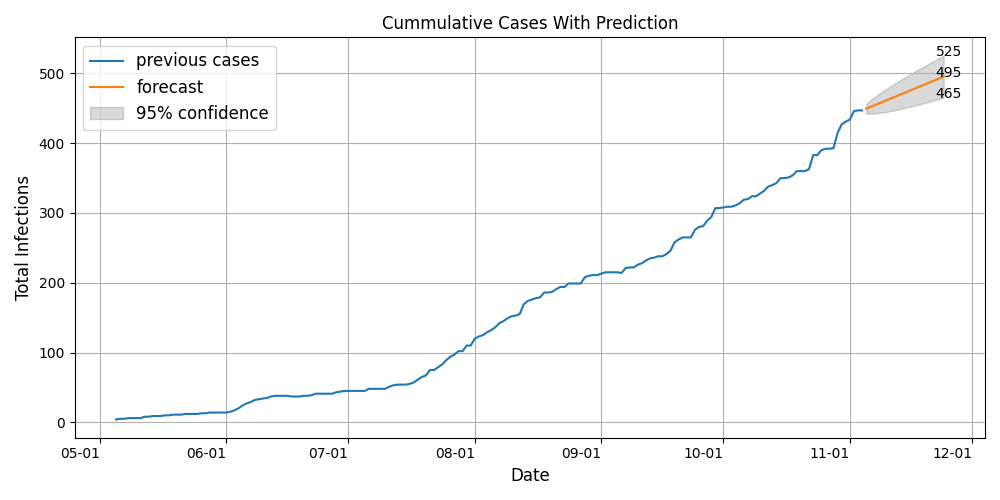 Cummulative Cases With Prediction
previous cases
forecast
95% confidence
525
495
465
500
400
300
200
100
0
Total Infections
05-01
06-01
07-01
08-01
09-01
10-01
11-01
12-01
Date